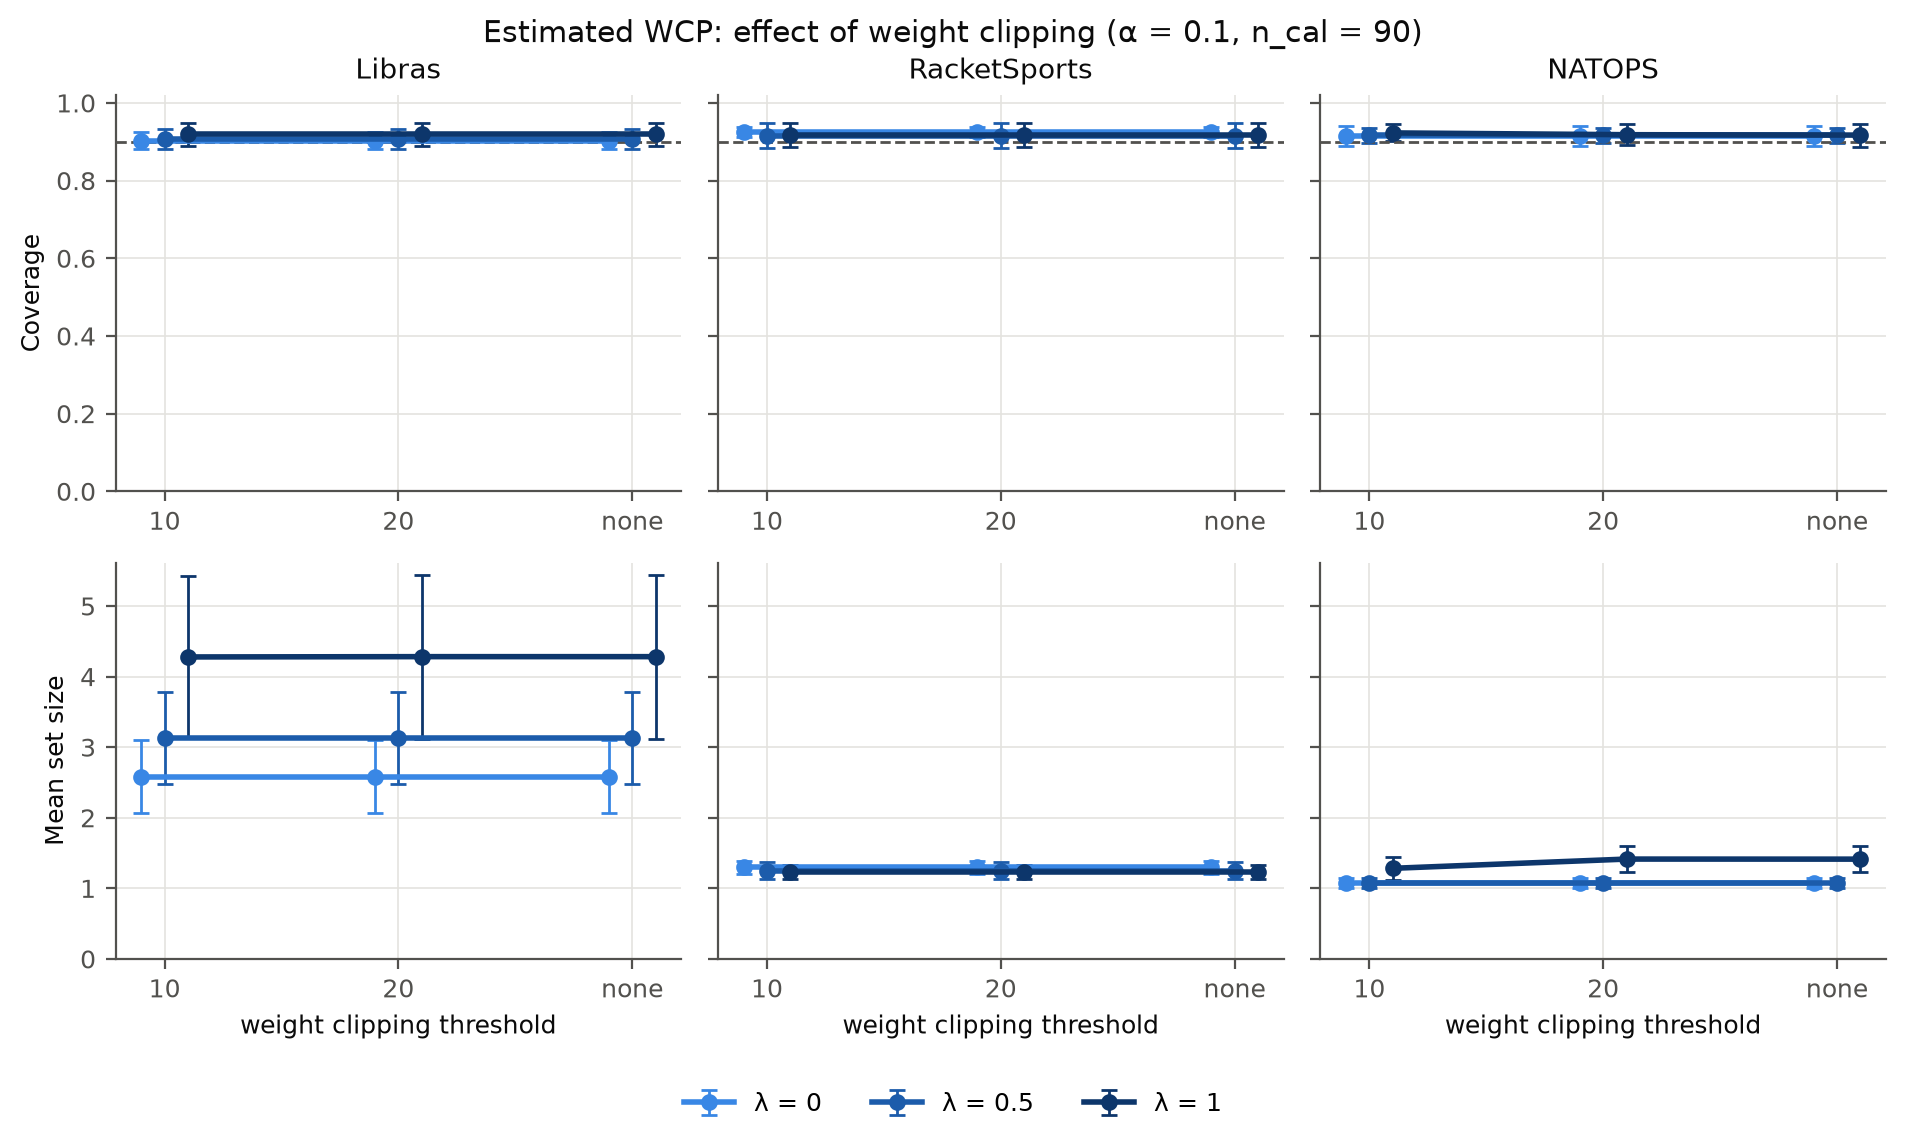 Estimated WCP: effect of weight clipping (α = 0.1, n_cal = 90)
Libras
RacketSports
NATOPS
Coverage
1.0
0.8
0.6
0.4
0.2
0.0
10
20
none
10
20
none
10
20
none
Mean set size
5
4
3
2
1
0
10
20
none
10
20
none
10
20
none
weight clipping threshold
weight clipping threshold
weight clipping threshold
λ = 0
λ = 0.5
λ = 1